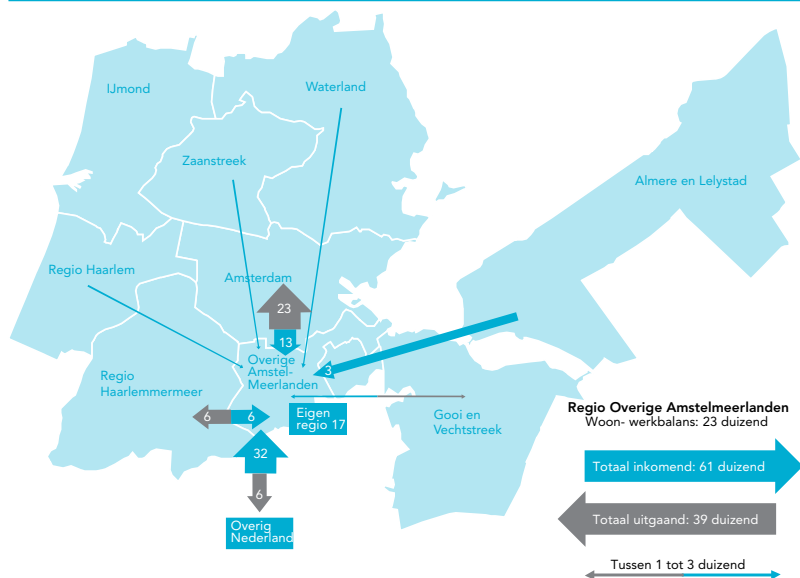 IJmond
Waterland
Zaanstreek
Almere en Lelystad
Regio Haarlem
Amsterdam
23
13
Overige
Amstel-
Meerlanden
3
Regio
Haarlemmermeer
6
6
Eigen
regio 17
Gooi en
Vechtstreek
32
6
Overig
Nederland
Regio Overige Amstelmeerlanden
Woon- werkbalans: 23 duizend
Totaal inkomend: 61 duizend
Totaal uitgaand: 39 duizend
Tussen 1 tot 3 duizend